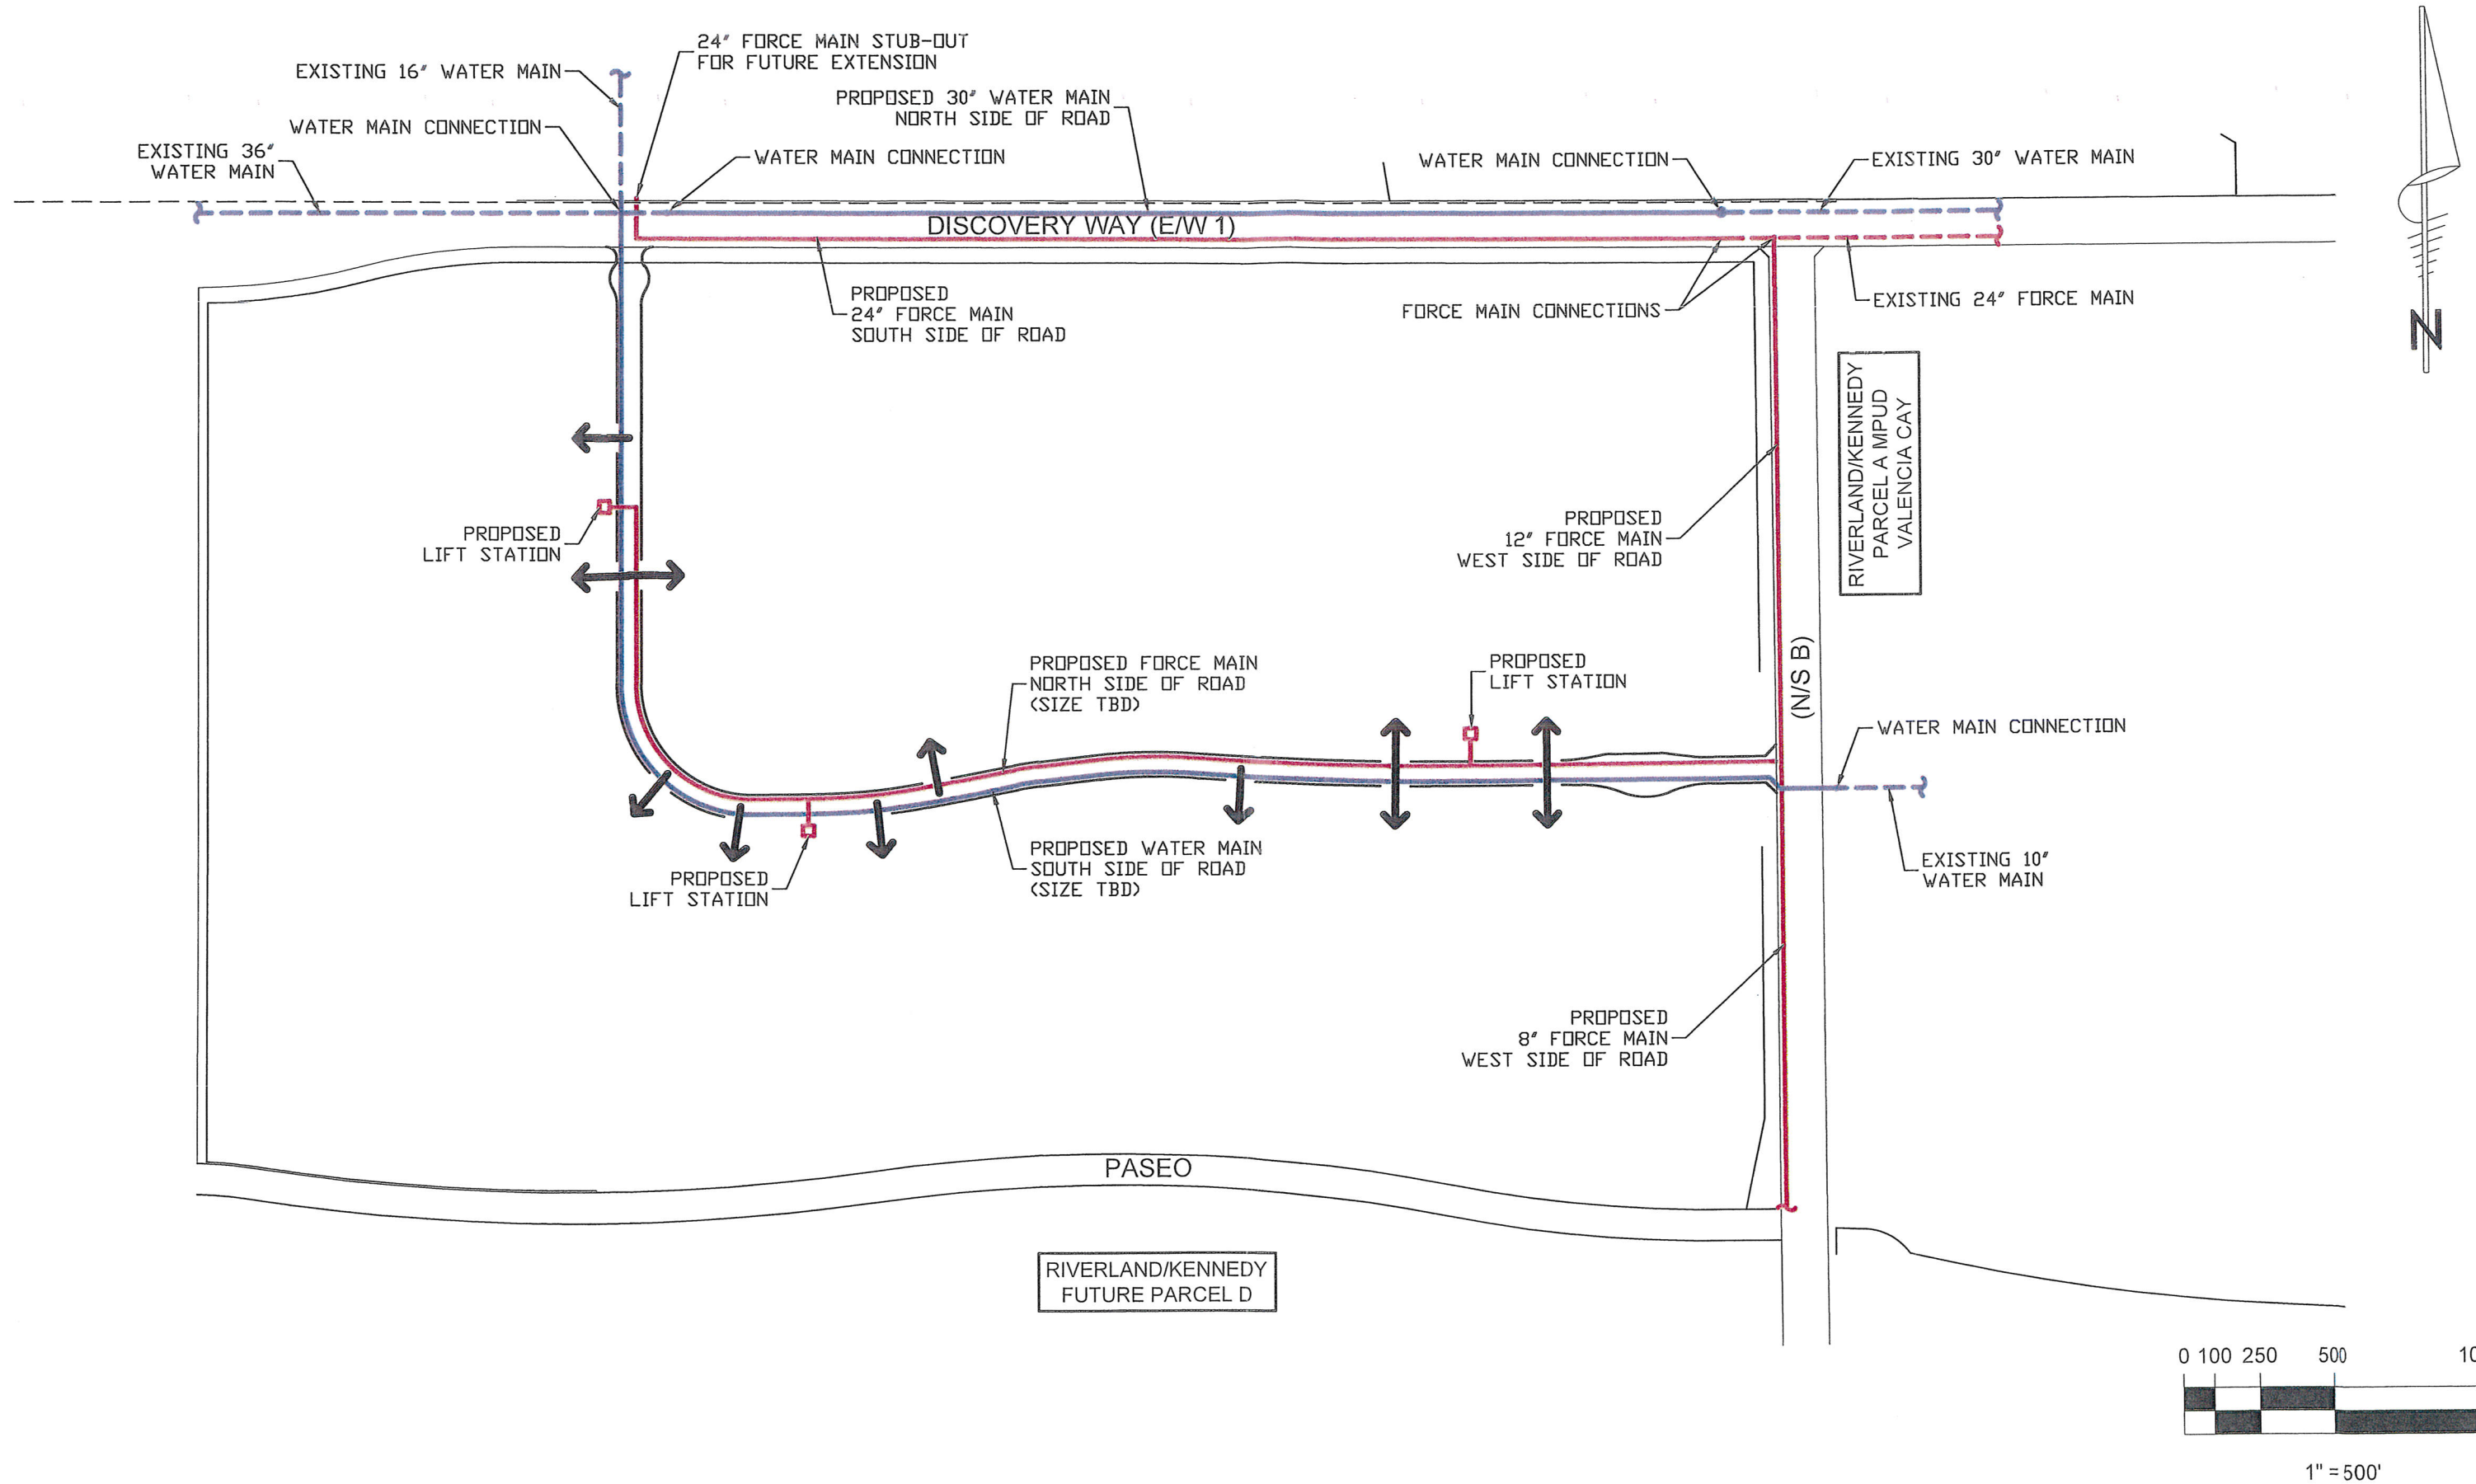 24" FORCE MAIN STUB-OUT
FOR FUTURE EXTENSION
EXISTING 16" WATER MAIN
PROPOSED 30" WATER MAIN
NORTH SIDE OF ROAD
WATER MAIN CONNECTION
EXISTING 36"
WATER MAIN
WATER MAIN CONNECTION
WATER MAIN CONNECTION
EXISTING 30" WATER MAIN
DISCOVERY WAY (E/W 1)
PROPOSED
24" FORCE MAIN
SOUTH SIDE OF ROAD
FORCE MAIN CONNECTIONS
EXISTING 24" FORCE MAIN
N
RIVERLAND/KENNEDY
PARCEL A MPUD
VALENCIA CAY
PROPOSED
LIFT STATION
PROPOSED
12" FORCE MAIN
WEST SIDE OF ROAD
(N/S B)
PROPOSED FORCE MAIN
NORTH SIDE OF ROAD
(SIZE TBD)
PROPOSED
LIFT STATION
WATER MAIN CONNECTION
PROPOSED WATER MAIN
SOUTH SIDE OF ROAD
(SIZE TBD)
PROPOSED
LIFT STATION
EXISTING 10"
WATER MAIN
PROPOSED
8" FORCE MAIN
WEST SIDE OF ROAD
PASEO
RIVERLAND/KENNEDY
FUTURE PARCEL D
0 100 250 500
1" = 500'